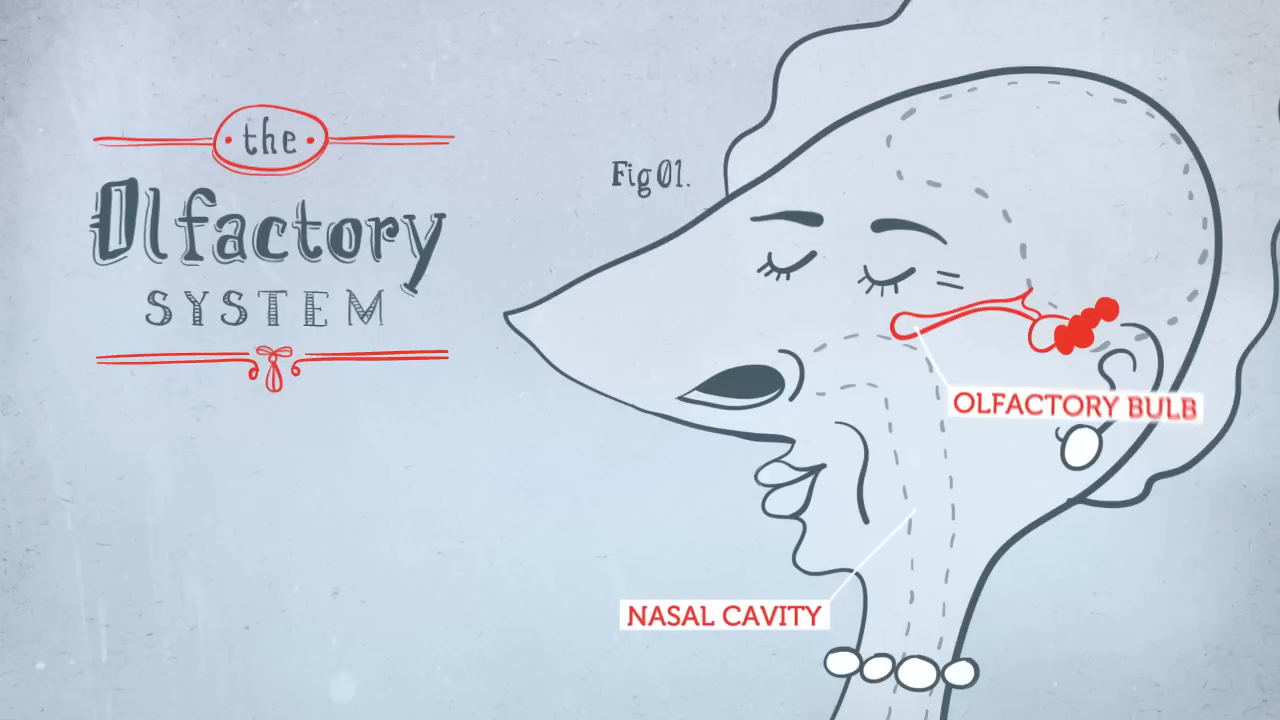 the
Olfactory
SYSTEM
Fig 01.
OLFACTORY BULB
NASAL CAVITY